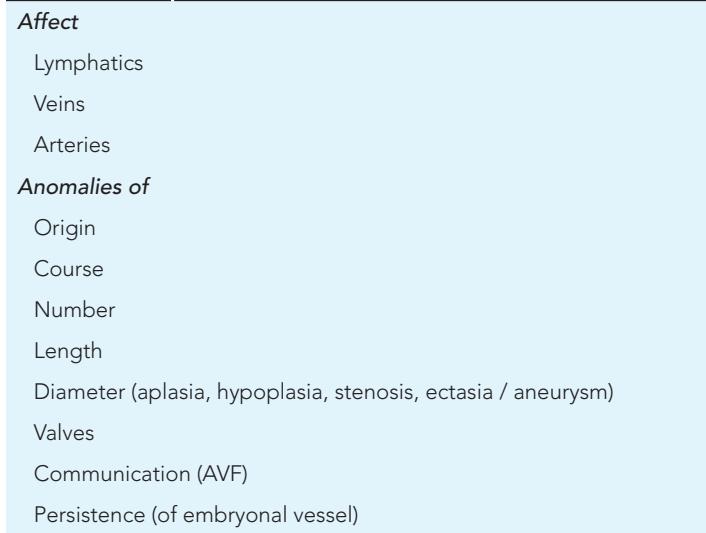 Affect
Lymphatics
Veins
Arteries
Anomalies of
Origin
Course
Number
Length
Diameter (aplasia, hypoplasia, stenosis, ectasia / aneurysm)
Valves
Communication (AVF)
Persistence (of embryonal vessel)